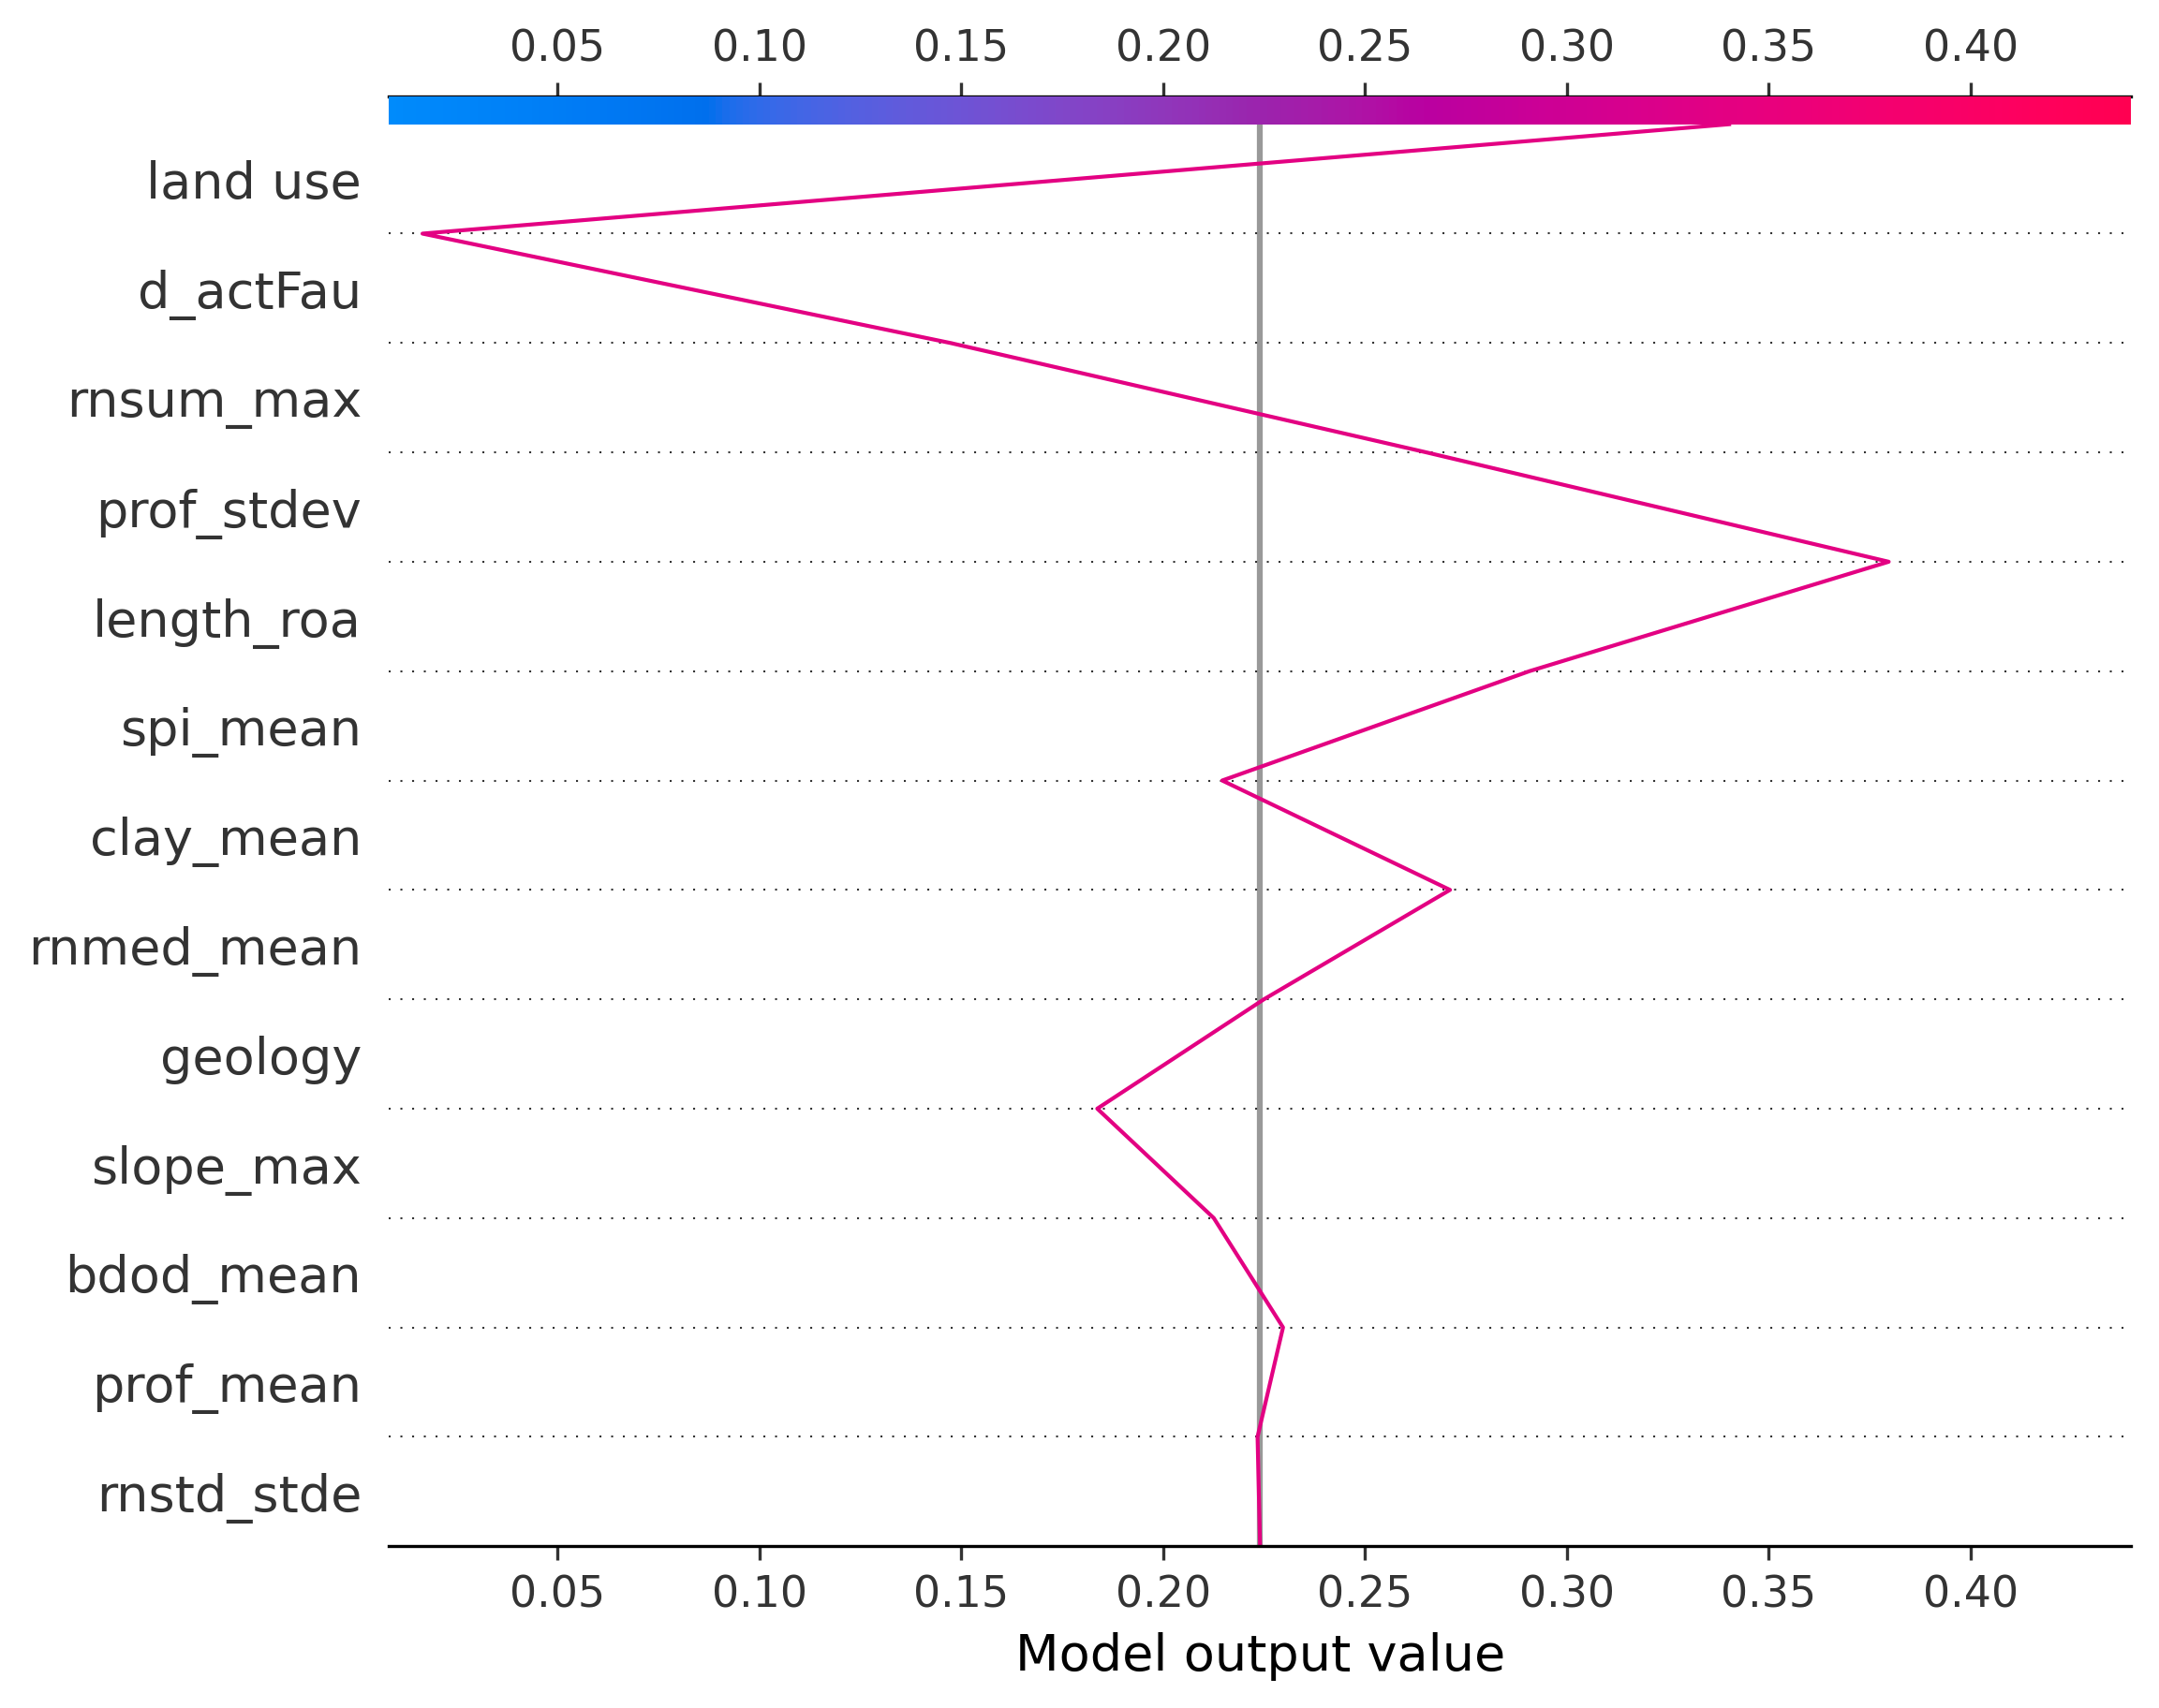 0.05 0.10 0.15 0.20 0.25 0.30 0.35 0.40
land use
d_actFau
rnsum_max
prof_stdev
length_roa
spi_mean
clay_mean
rnmed_mean
geology
slope_max
bdod_mean
prof_mean
rnstd_stde
0.05 0.10 0.15 0.20 0.25 0.30 0.35 0.40
Model output value